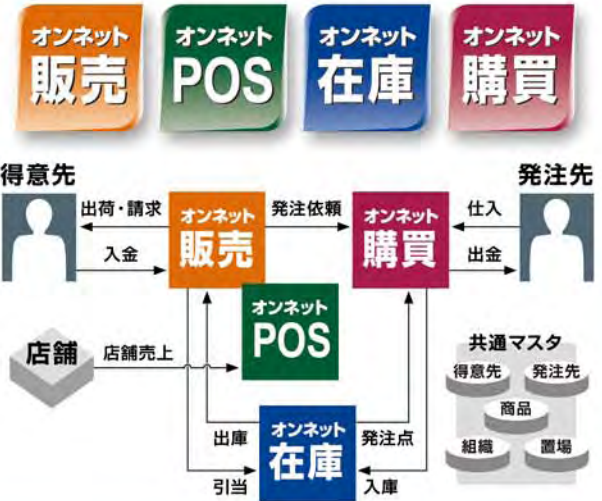 オンネット
販売
オンネット
POS
オンネット
在庫
オンネット
購買
得意先
発注先
出荷・請求
入金
オンネット
販売
発注依頼
オンネット
購買
仕入
出金
オンネット
POS
店舗
店舗売上
共通マスタ
得意先
発注先
商品
組織
置場
出庫
引当
オンネット
在庫
発注点
入庫